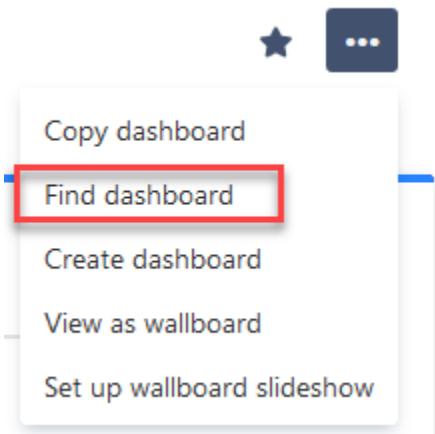 Copy dashboard
Find dashboard
Create dashboard
View as wallboard
Set up wallboard slideshow